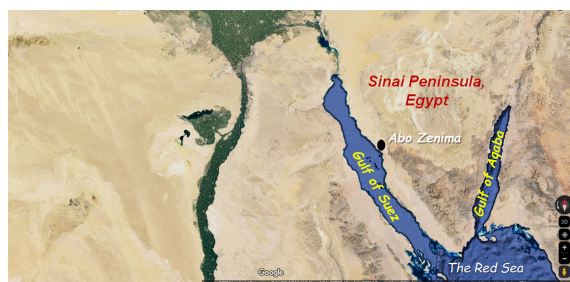 Sinai Peninsula,
Egypt
Abo Zenima
Gulf of Suez
Gulf of Aqaba
The Red Sea
Google
3D